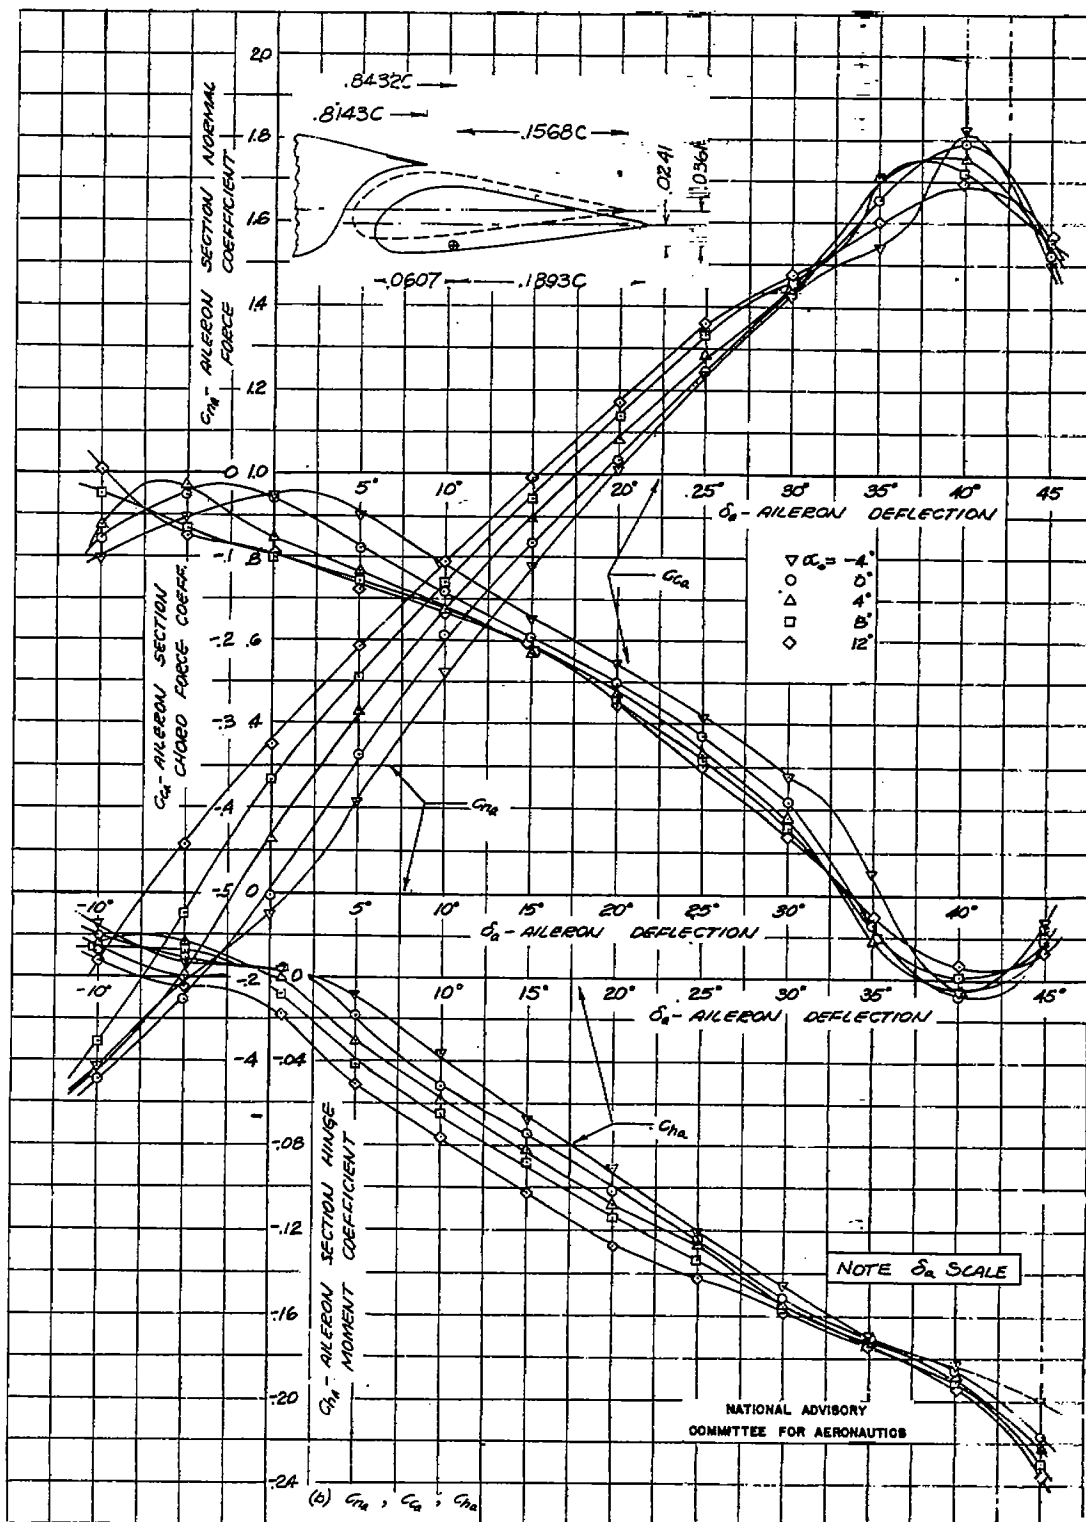 2.0
1.8
1.6
1.4
1.2
Cna - AILERON SECTION NORMAL
FORCE COEFFICIENT
.8432C
.8143C
.1568C
.0241
.0361
.0607
.1893C
0 1.0
5° 10° 20° .25° 30° 35° 40° 45
δa - AILERON DEFLECTION
-.1 .8
-.2 .6
-.3 .4
-.4
-.5 0
Cca - AILERON SECTION
CHORD FORCE COEFF.
αo = -4°
0°
4°
8°
12°
Cca
Cna
-10° 5° 10° 15° 20° 25° 30° 40°
δa - AILERON DEFLECTION
-10° -.2 0 10° 15° 20° 25° 30° 35° 45°
δa - AILERON DEFLECTION
-.4 -.04
-.08
-.12
-.16
-.20
-.24
Cha - AILERON SECTION HINGE
MOMENT COEFFICIENT
Cha
NOTE δa SCALE
NATIONAL ADVISORY
COMMITTEE FOR AERONAUTICS
(b) Cna , Cca , Cha